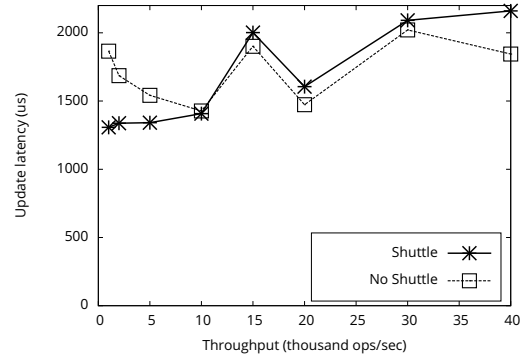 2000
1500
1000
500
0
Update latency (us)
Shuttle
No Shuttle
0 5 10 15 20 25 30 35 40
Throughput (thousand ops/sec)